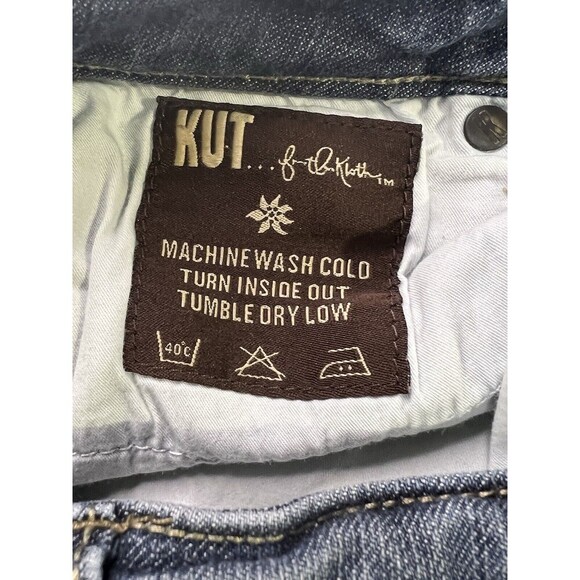 KUT... from the Kloth™
MACHINE WASH COLD
TURN INSIDE OUT
TUMBLE DRY LOW
40°C